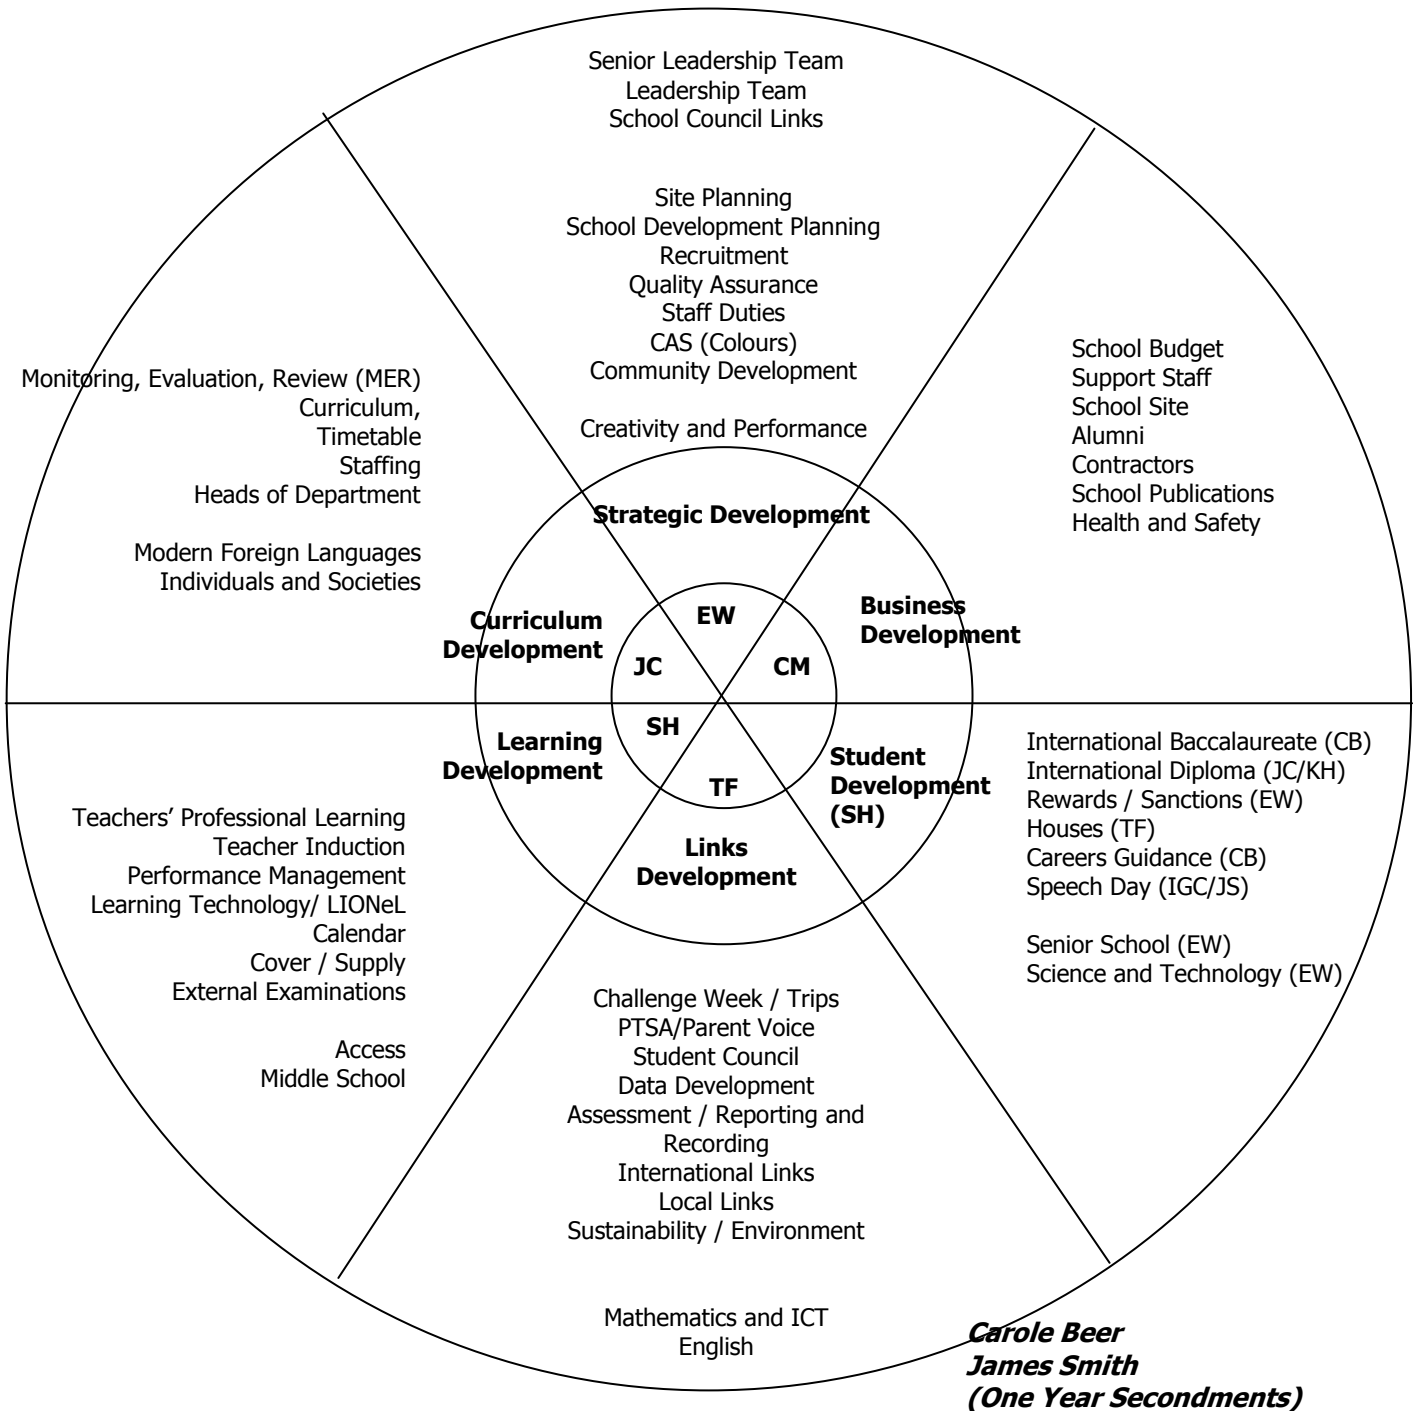 Senior Leadership Team
Leadership Team
School Council Links
Site Planning
School Development Planning
Recruitment
Quality Assurance
Staff Duties
CAS (Colours)
Community Development
Creativity and Performance
Monitoring, Evaluation, Review (MER)
Curriculum,
Timetable
Staffing
Heads of Department
Modern Foreign Languages
Individuals and Societies
School Budget
Support Staff
School Site
Alumni
Contractors
School Publications
Health and Safety
Strategic Development
Curriculum
Development
Business
Development
EW
JC
CM
SH
TF
Learning
Development
Student
Development
(SH)
Links
Development
Teachers’ Professional Learning
Teacher Induction
Performance Management
Learning Technology/ LIONeL
Calendar
Cover / Supply
External Examinations
Access
Middle School
International Baccalaureate (CB)
International Diploma (JC/KH)
Rewards / Sanctions (EW)
Houses (TF)
Careers Guidance (CB)
Speech Day (IGC/JS)
Senior School (EW)
Science and Technology (EW)
Challenge Week / Trips
PTSA/Parent Voice
Student Council
Data Development
Assessment / Reporting and
Recording
International Links
Local Links
Sustainability / Environment
Mathematics and ICT
English
Carole Beer
James Smith
(One Year Secondments)